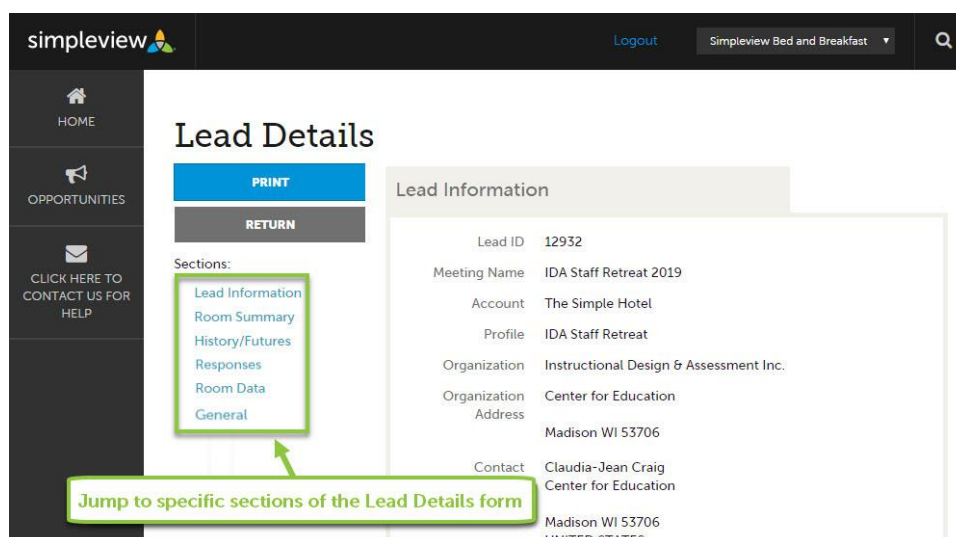 simpleview
Logout
Simpleview Bed and Breakfast
HOME
OPPORTUNITIES
CLICK HERE TO
CONTACT US FOR
HELP
Lead Details
PRINT
RETURN
Sections:
Lead Information
Room Summary
History/Futures
Responses
Room Data
General
Jump to specific sections of the Lead Details form
Lead Information
Lead ID 12932
Meeting Name IDA Staff Retreat 2019
Account The Simple Hotel
Profile IDA Staff Retreat
Organization Instructional Design & Assessment Inc.
Organization Center for Education
Address
Madison WI 53706
Contact Claudia-Jean Craig
Center for Education
Madison WI 53706
UNITED STATES